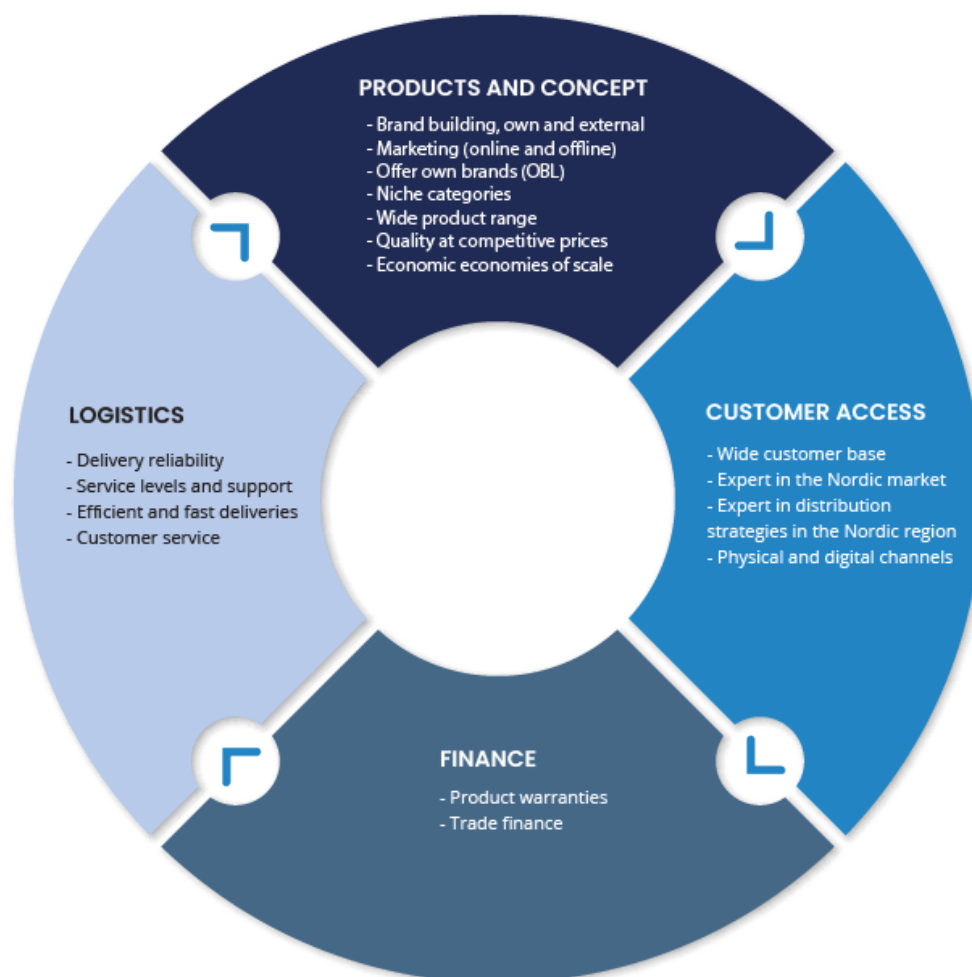 PRODUCTS AND CONCEPT
- Brand building, own and external
- Marketing (online and offline)
- Offer own brands (OBL)
- Niche categories
- Wide product range
- Quality at competitive prices
- Economic economies of scale
LOGISTICS
- Delivery reliability
- Service levels and support
- Efficient and fast deliveries
- Customer service
CUSTOMER ACCESS
- Wide customer base
- Expert in the Nordic market
- Expert in distribution
strategies in the Nordic region
- Physical and digital channels
FINANCE
- Product warranties
- Trade finance